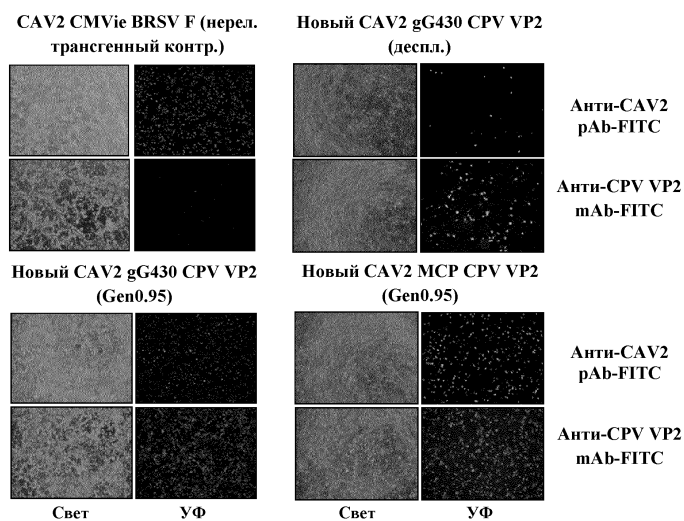 CAV2 CMVie BRSV F (нерел.
трансгенный контр.)
Новый CAV2 gG430 CPV VP2
(деспл.)
Анти-CAV2
pAb-FITC
Анти-CPV VP2
mAb-FITC
Новый CAV2 gG430 CPV VP2
(Gen0.95)
Новый CAV2 MCP CPV VP2
(Gen0.95)
Анти-CAV2
pAb-FITC
Анти-CPV VP2
mAb-FITC
Свет
УФ
Свет
УФ